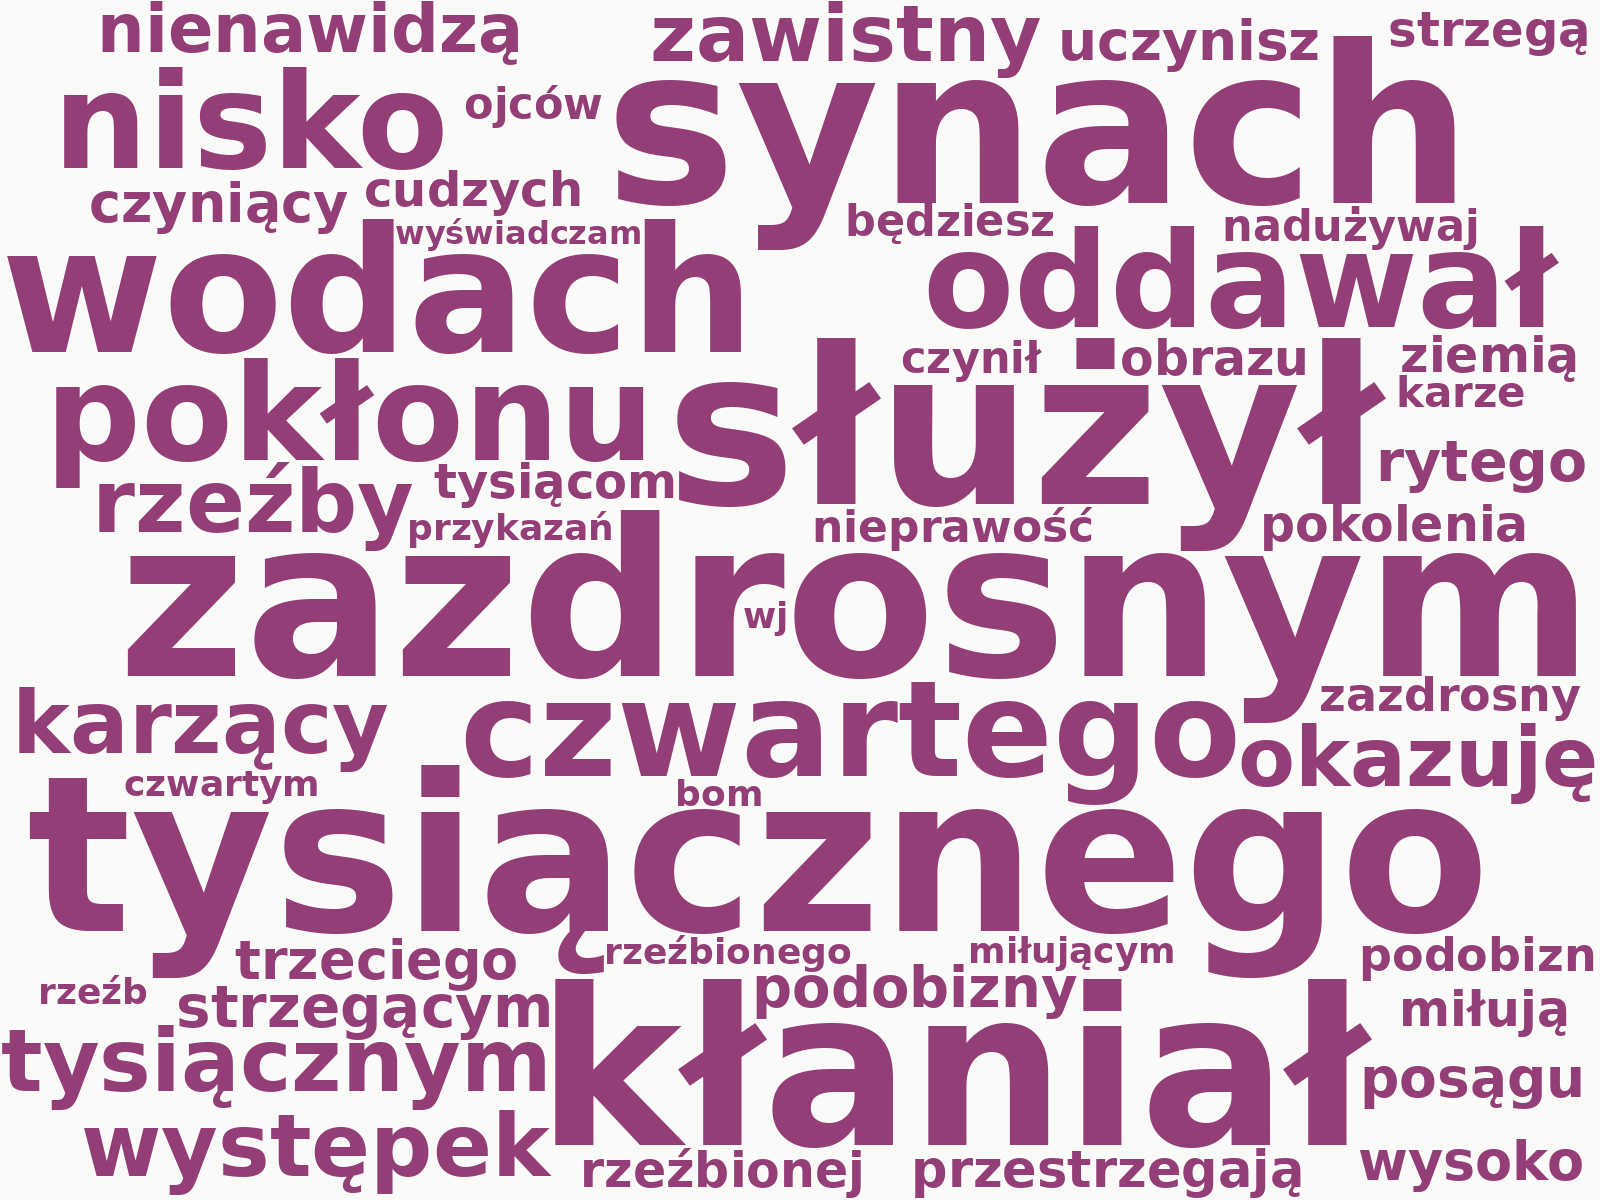 nienawidzą
zawistny
uczynisz
strzegą
nisko
ojców
synach
czyniący
cudzych
wyświadczam
będziesz
nadużywaj
wodach
oddawał
czynił
obrazu
ziemią
karze
pokłonu
służył
rytego
rzeźby
tysiącom
przykazań
nieprawość
pokolenia
zazdrosnym
wj
karzący
czwartego
zazdrosny
okazuję
czwartym
bom
tysiącznego
trzeciego
rzeźbionego
miłującym
podobizn
rzeźb
strzegącym
podobizny
miłują
tysiącznym
kłaniał
posągu
występek
rzeźbionej
przestrzegają
wysoko